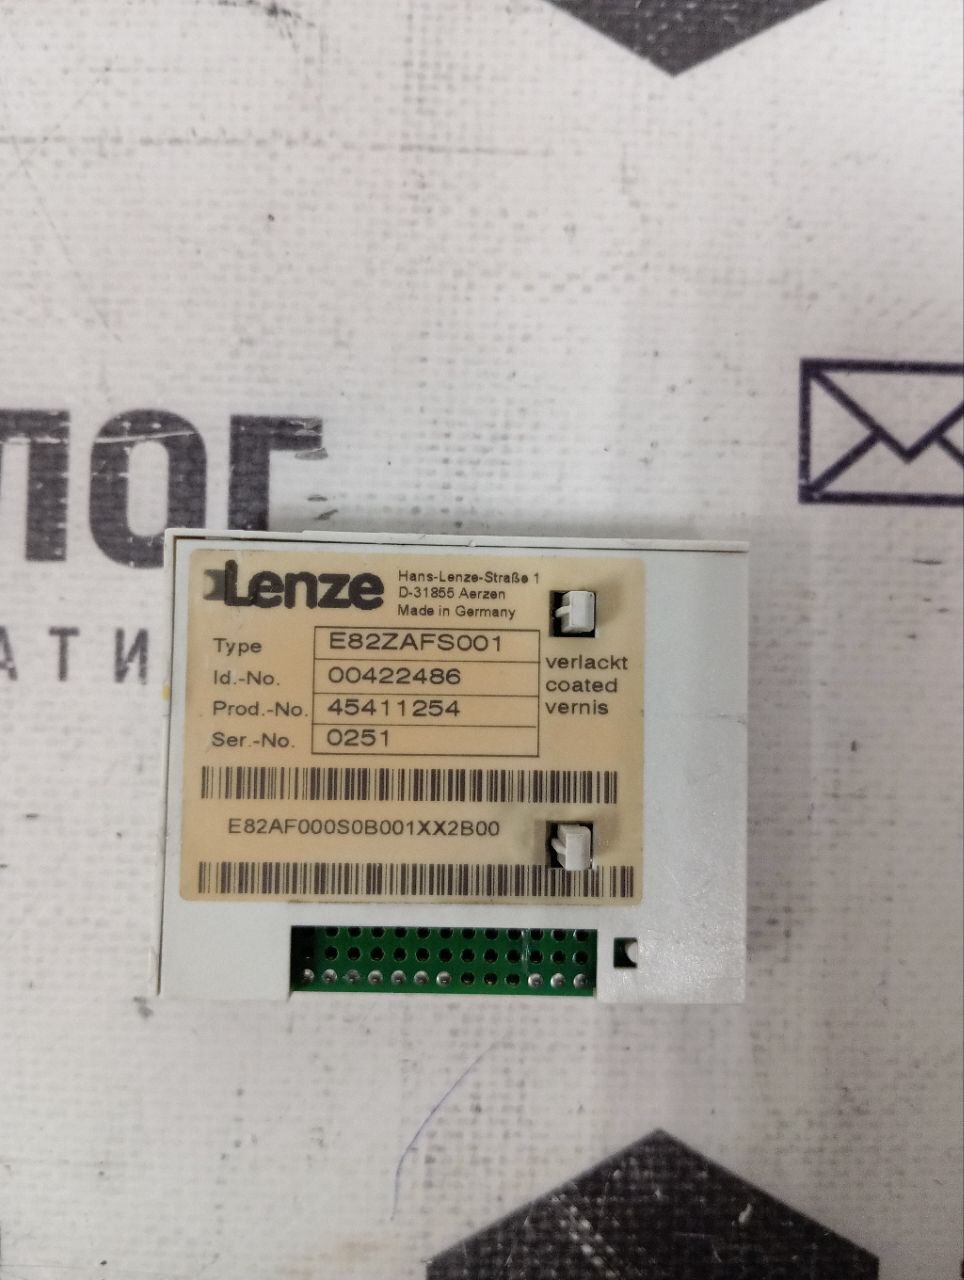 ЛОГ
АТИ
Lenze
Hans-Lenze-Straße 1
D-31855 Aerzen
Made in Germany
Type E82ZAFS001
Id.-No. 00422486
Prod.-No. 45411254
Ser.-No. 0251
verlackt
coated
vernis
E82AF000S0B001XX2B00